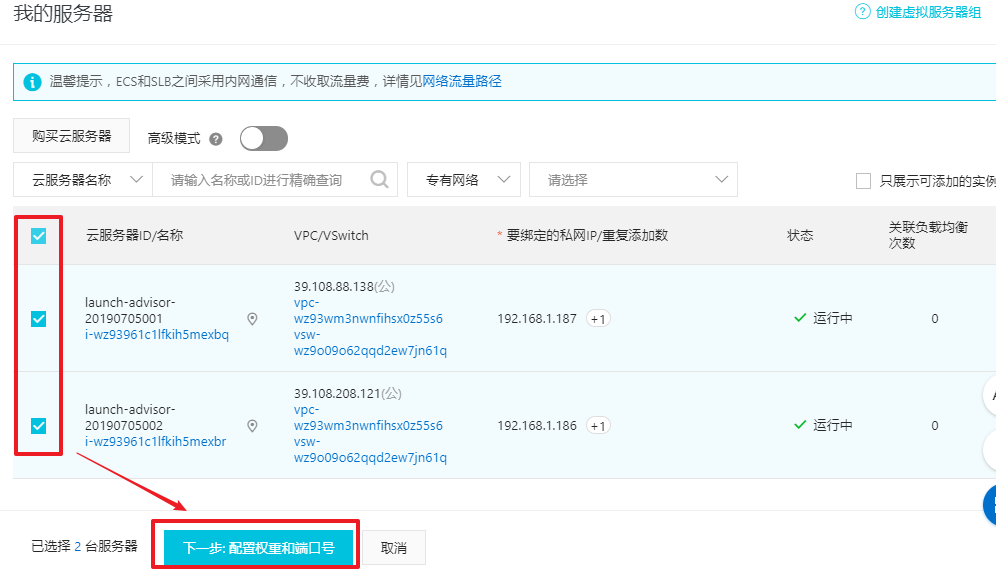 我的服务器
创建虚拟服务器组
温馨提示，ECS和SLB之间采用内网通信，不收取流量费，详情见网络流量路径
购买云服务器 高级模式
云服务器名称 请输入名称或ID进行精确查询 专有网络 请选择 只展示可添加的实例
云服务器ID/名称 VPC/VSwitch * 要绑定的私网IP/重复添加数 状态 关联负载均衡
次数
39.108.88.138(公)
launch-advisor- vpc-
20190705001 wz93wm3nwnfihsx0z55s6 192.168.1.187 +1 运行中 0
i-wz93961c1lfkih5mexbq vsw-
wz9o09o62qqd2ew7jn61q
39.108.208.121(公)
launch-advisor- vpc-
20190705002 wz93wm3nwnfihsx0z55s6 192.168.1.186 +1 运行中 0
i-wz93961c1lfkih5mexbr vsw-
wz9o09o62qqd2ew7jn61q
已选择 2 台服务器 下一步: 配置权重和端口号 取消